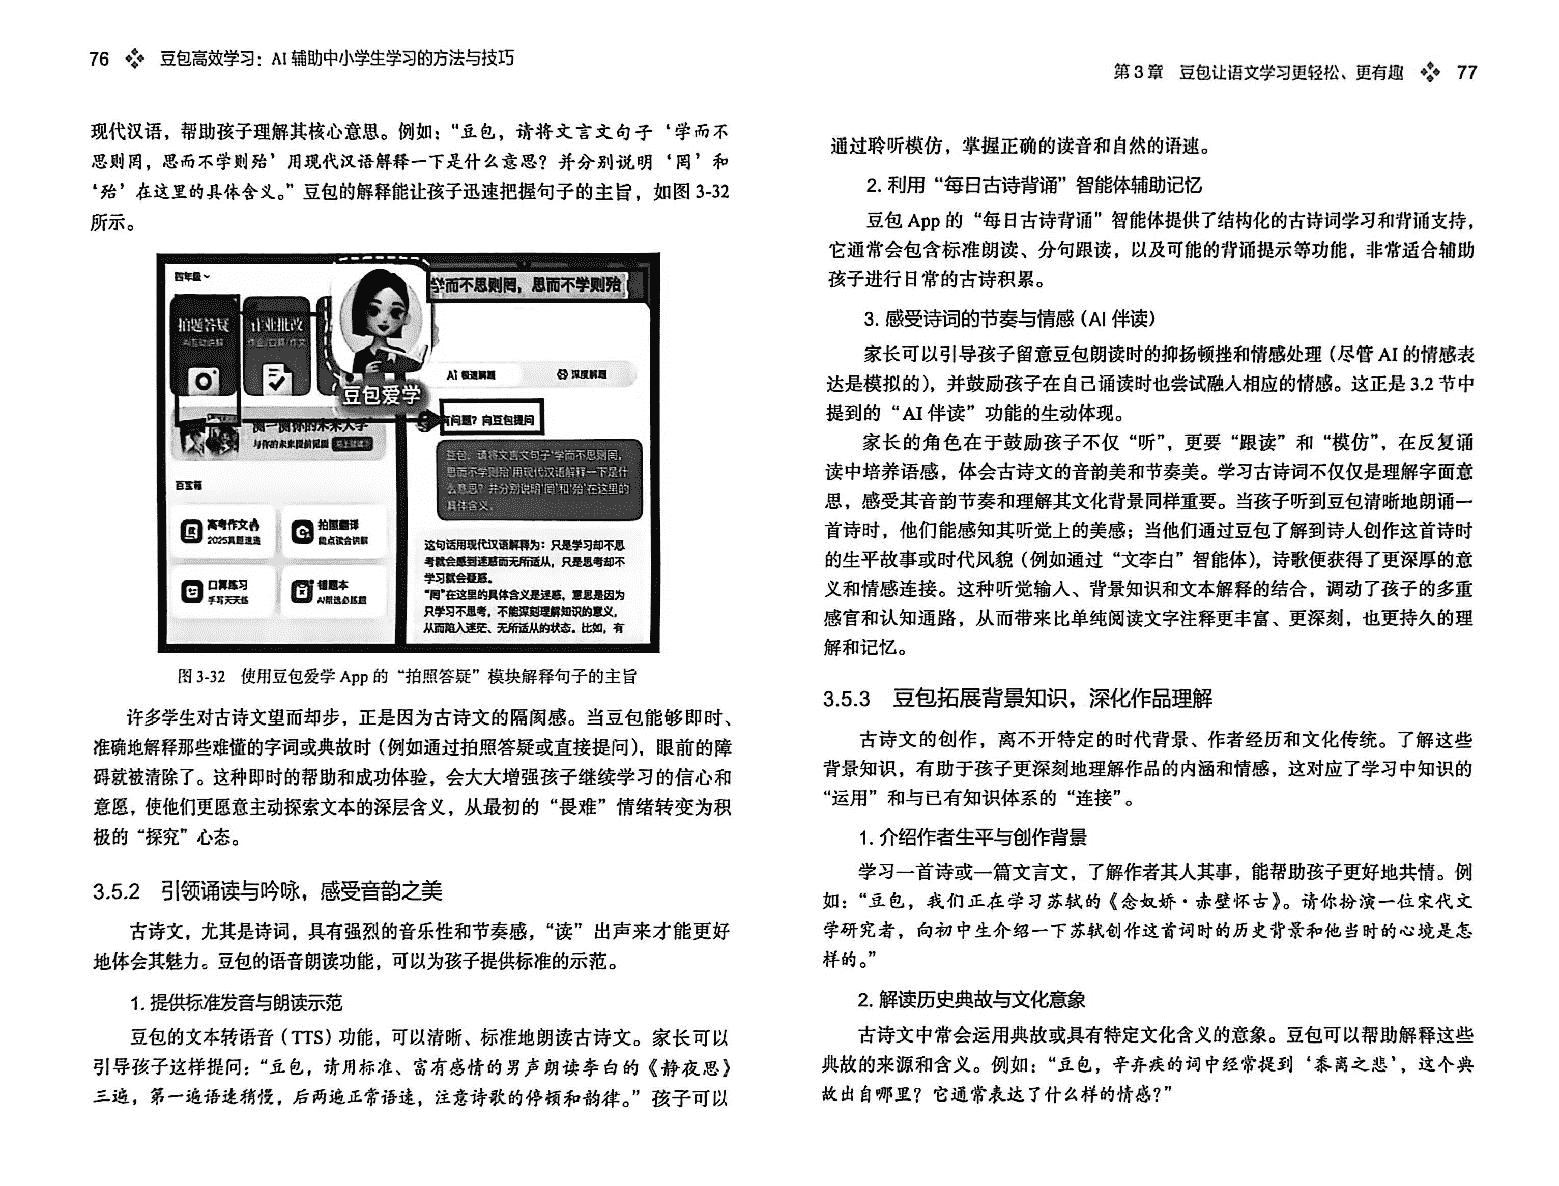 76 豆包高效学习：AI 辅助中小学生学习的方法与技巧
现代汉语，帮助孩子理解其核心意思。例如：“豆包，请将文言文句子‘学而不
思则罔，思而不学则殆’用现代汉语解释一下是什么意思？并分别说明‘罔’和
‘殆’在这里的具体含义。”豆包的解释能让孩子迅速把握句子的主旨，如图 3-32
所示。
四年级
拍题答疑
作业批改
作业/口算/作文
豆包爱学
与你的未来提前见面
百宝箱
高考作文
2025真题速递
拍照翻译
能点读会讲解
口算练习
手写天天练
错题本
AI精选必练题
学而不思则罔，思而不学则殆
AI 极速解题
深度解题
有问题？向豆包提问
豆包，请将文言文句子‘学而不思则罔，
思而不学则殆’用现代汉语解释一下是什
么意思？并分别说明‘罔’和‘殆’在这里的
具体含义。
这句话用现代汉语解释为：只是学习却不思
考就会感到迷惑而无所适从，只是思考却不
学习就会疑惑。
“罔”在这里的具体含义是迷惑，意思是因为
只学习不思考，不能深刻理解知识的意义，
从而陷入迷茫、无所适从的状态。比如，有
图 3-32 使用豆包爱学 App 的“拍照答疑”模块解释句子的主旨
许多学生对古诗文望而却步，正是因为古诗文的隔阂感。当豆包能够即时、
准确地解释那些难懂的字词或典故时（例如通过拍照答疑或直接提问），眼前的障
碍就被清除了。这种即时的帮助和成功体验，会大大增强孩子继续学习的信心和
意愿，使他们更愿意主动探索文本的深层含义，从最初的“畏难”情绪转变为积
极的“探究”心态。
3.5.2 引领诵读与吟咏，感受音韵之美
古诗文，尤其是诗词，具有强烈的音乐性和节奏感，“读”出声来才能更好
地体会其魅力。豆包的语音朗读功能，可以为孩子提供标准的示范。
1. 提供标准发音与朗读示范
豆包的文本转语音（TTS）功能，可以清晰、标准地朗读古诗文。家长可以
引导孩子这样提问：“豆包，请用标准、富有感情的男声朗读李白的《静夜思》
三遍，第一遍语速稍慢，后两遍正常语速，注意诗歌的停顿和韵律。”孩子可以
第 3 章 豆包让语文学习更轻松、更有趣 77
通过聆听模仿，掌握正确的读音和自然的语速。
2. 利用“每日古诗背诵”智能体辅助记忆
豆包 App 的“每日古诗背诵”智能体提供了结构化的古诗词学习和背诵支持，
它通常会包含标准朗读、分句跟读，以及可能的背诵提示等功能，非常适合辅助
孩子进行日常的古诗积累。
3. 感受诗词的节奏与情感（AI 伴读）
家长可以引导孩子留意豆包朗读时的抑扬顿挫和情感处理（尽管 AI 的情感表
达是模拟的），并鼓励孩子在自己诵读时也尝试融入相应的情感。这正是 3.2 节中
提到的“AI 伴读”功能的生动体现。
家长的角色在于鼓励孩子不仅“听”，更要“跟读”和“模仿”，在反复诵
读中培养语感，体会古诗文的音韵美和节奏美。学习古诗词不仅仅是理解字面意
思，感受其音韵节奏和理解其文化背景同样重要。当孩子听到豆包清晰地朗诵一
首诗时，他们能感知其听觉上的美感；当他们通过豆包了解到诗人创作这首诗时
的生平故事或时代风貌（例如通过“文李白”智能体），诗歌便获得了更深厚的意
义和情感连接。这种听觉输入、背景知识和文本解释的结合，调动了孩子的多重
感官和认知通路，从而带来比单纯阅读文字注释更丰富、更深刻，也更持久的理
解和记忆。
3.5.3 豆包拓展背景知识，深化作品理解
古诗文的创作，离不开特定的时代背景、作者经历和文化传统。了解这些
背景知识，有助于孩子更深刻地理解作品的内涵和情感，这对应了学习中知识的
“运用”和与已有知识体系的“连接”。
1. 介绍作者生平与创作背景
学习一首诗或一篇文言文，了解作者其人其事，能帮助孩子更好地共情。例
如：“豆包，我们正在学习苏轼的《念奴娇·赤壁怀古》。请你扮演一位宋代文
学研究者，向初中生介绍一下苏轼创作这首词时的历史背景和他当时的心境是怎
样的。”
2. 解读历史典故与文化意象
古诗文中常会运用典故或具有特定文化含义的意象。豆包可以帮助解释这些
典故的来源和含义。例如：“豆包，辛弃疾的词中经常提到‘黍离之悲’，这个典
故出自哪里？它通常表达了什么样的情感？”